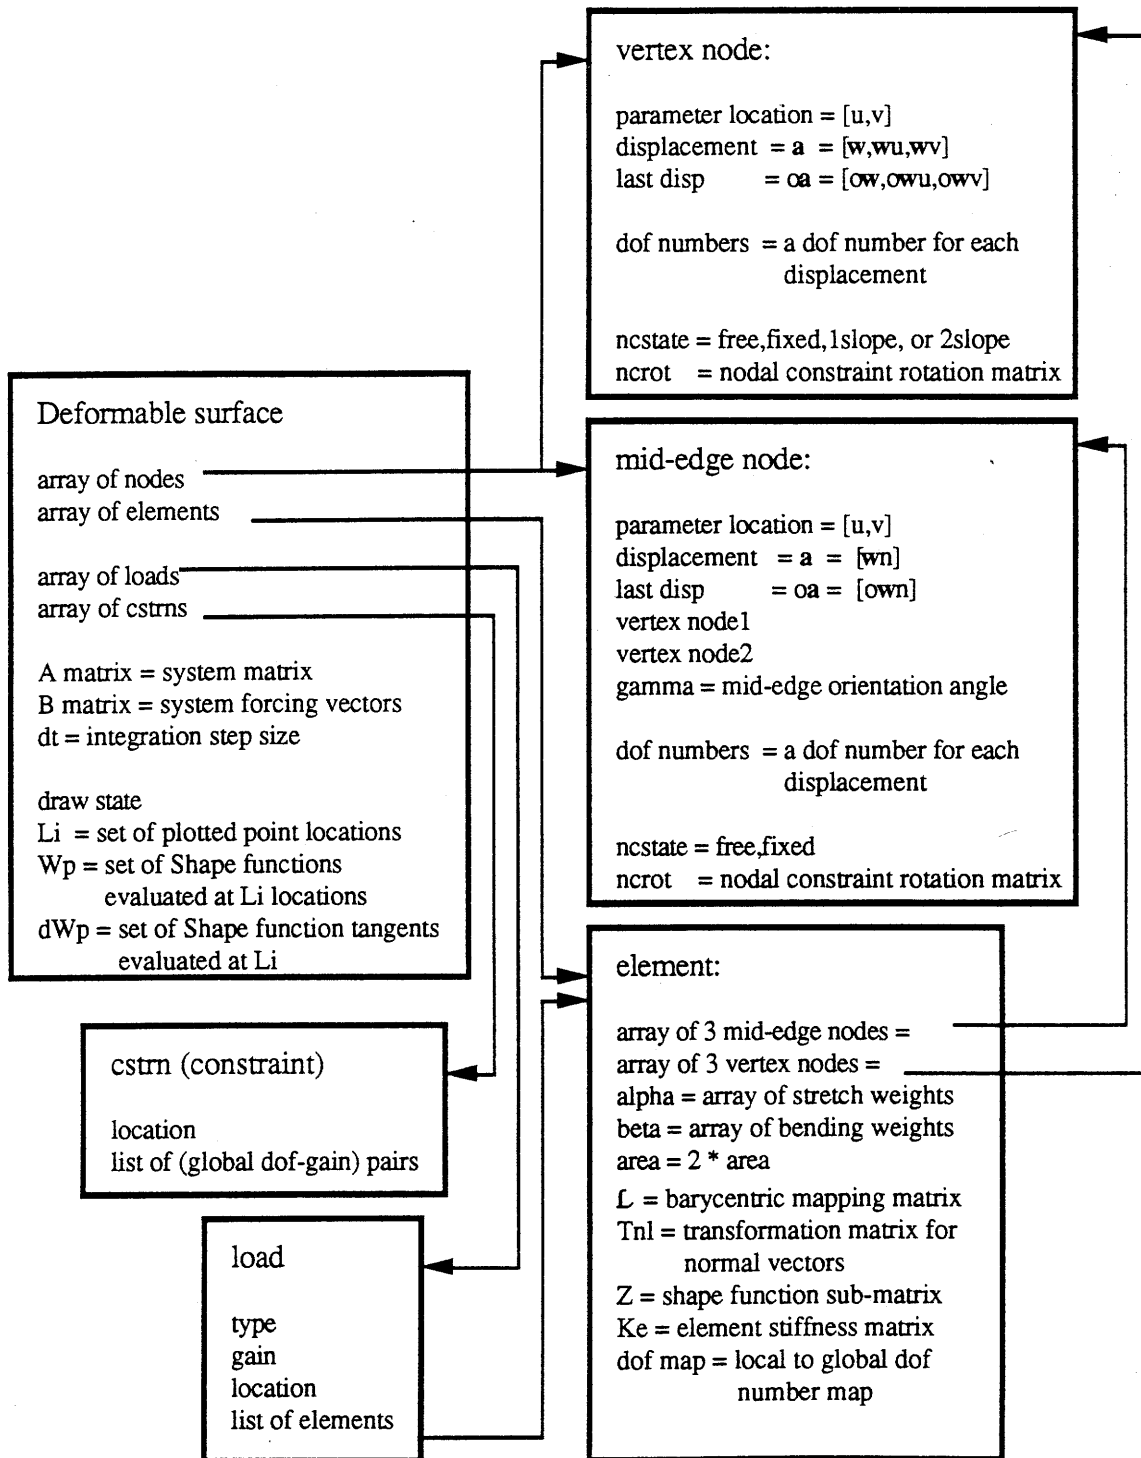 vertex node:
parameter location = [u,v]
displacement = a = [w,wu,wv]
last disp = oa = [ow,owu,owv]
dof numbers = a dof number for each
displacement
ncstate = free,fixed,1slope, or 2slope
ncrot = nodal constraint rotation matrix
Deformable surface
array of nodes
array of elements
array of loads
array of cstrns
A matrix = system matrix
B matrix = system forcing vectors
dt = integration step size
draw state
Li = set of plotted point locations
Wp = set of Shape functions
evaluated at Li locations
dWp = set of Shape function tangents
evaluated at Li
mid-edge node:
parameter location = [u,v]
displacement = a = [wn]
last disp = oa = [own]
vertex node1
vertex node2
gamma = mid-edge orientation angle
dof numbers = a dof number for each
displacement
ncstate = free,fixed
ncrot = nodal constraint rotation matrix
element:
array of 3 mid-edge nodes =
array of 3 vertex nodes =
alpha = array of stretch weights
beta = array of bending weights
area = 2 * area
L = barycentric mapping matrix
Tnl = transformation matrix for
normal vectors
Z = shape function sub-matrix
Ke = element stiffness matrix
dof map = local to global dof
number map
cstrn (constraint)
location
list of (global dof-gain) pairs
load
type
gain
location
list of elements